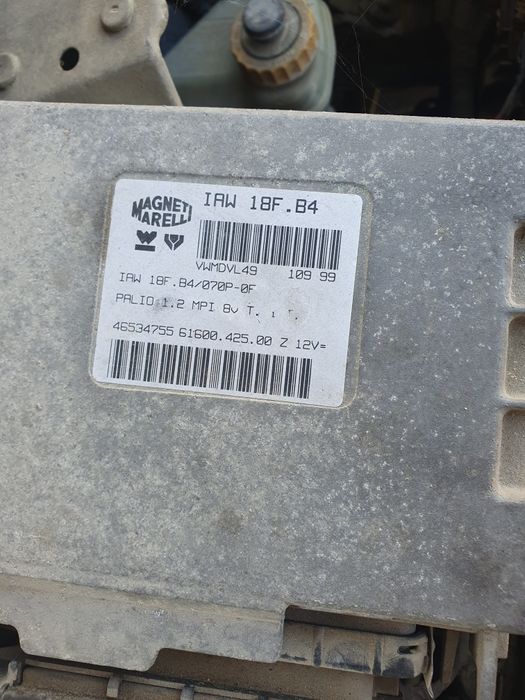 MAGNETI MARELLI
IAW 18F.B4
VWMDVL49 109 99
IAW 18F.B4/070P-0F
PALIO 1.2 MPI 8v T.
46534755 61600.425.00 Z 12V=